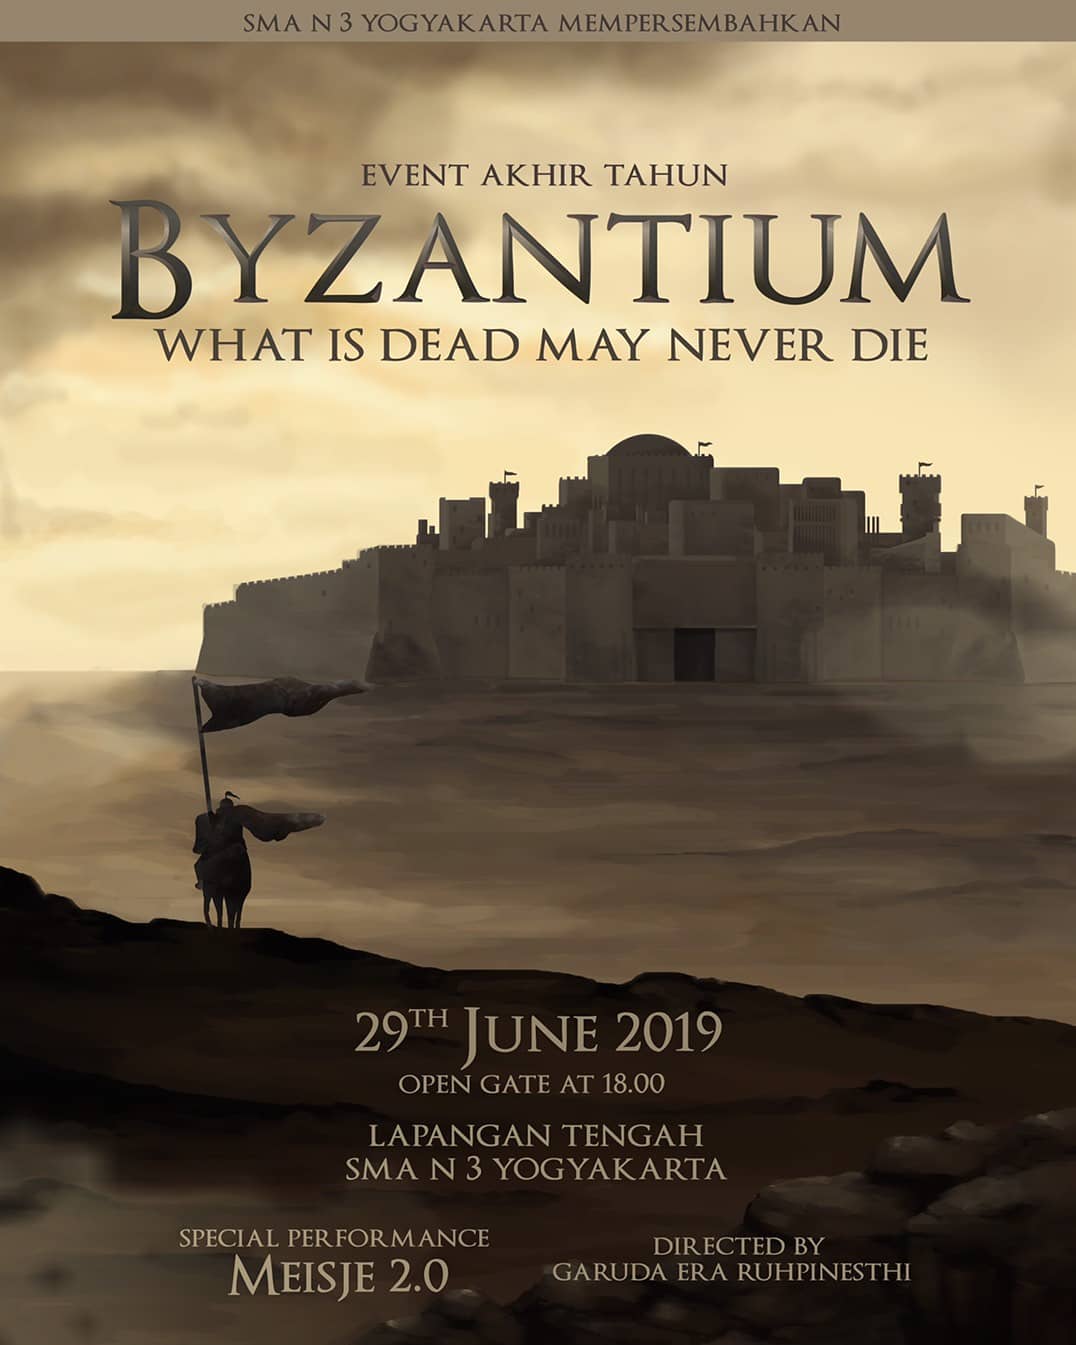 SMA N 3 YOGYAKARTA MEMPERSEMBAHKAN
EVENT AKHIR TAHUN
BYZANTIUM
WHAT IS DEAD MAY NEVER DIE
29TH JUNE 2019
OPEN GATE AT 18.00
LAPANGAN TENGAH
SMA N 3 YOGYAKARTA
SPECIAL PERFORMANCE
MEISJE 2.0
DIRECTED BY
GARUDA ERA RUHPINESTHI